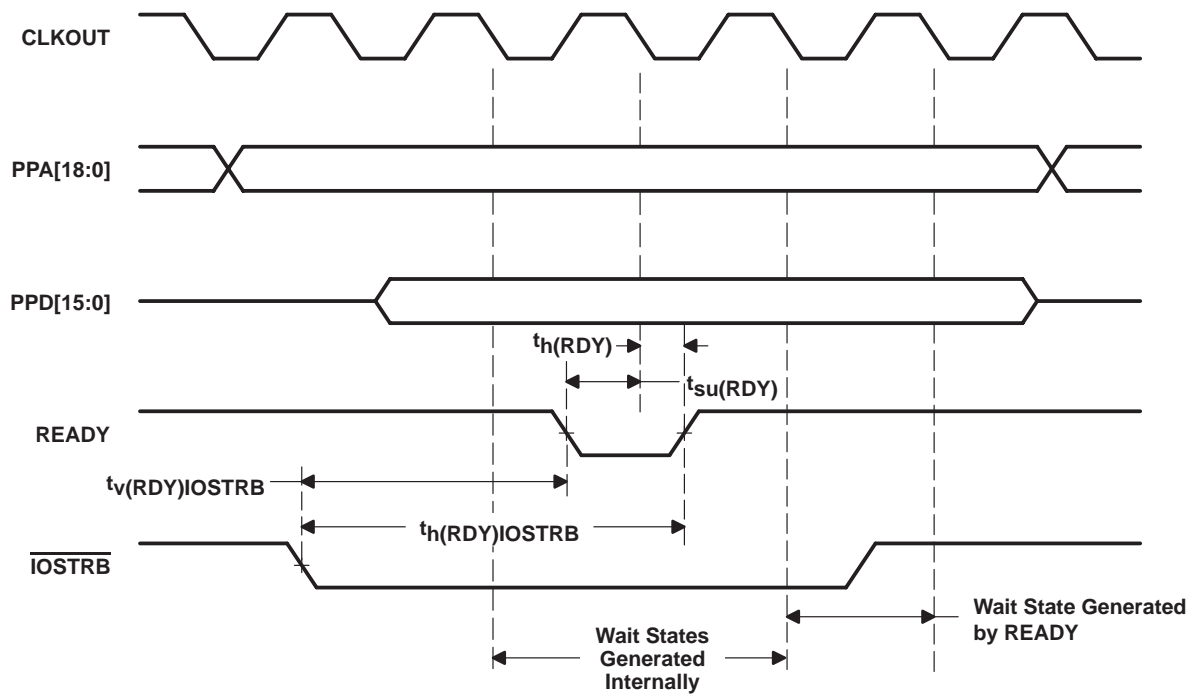 CLKOUT
PPA[18:0]
PPD[15:0]
th(RDY)
tsu(RDY)
READY
tv(RDY)IOSTRB
th(RDY)IOSTRB
IOSTRB
Wait States
Generated
Internally
Wait State Generated
by READY